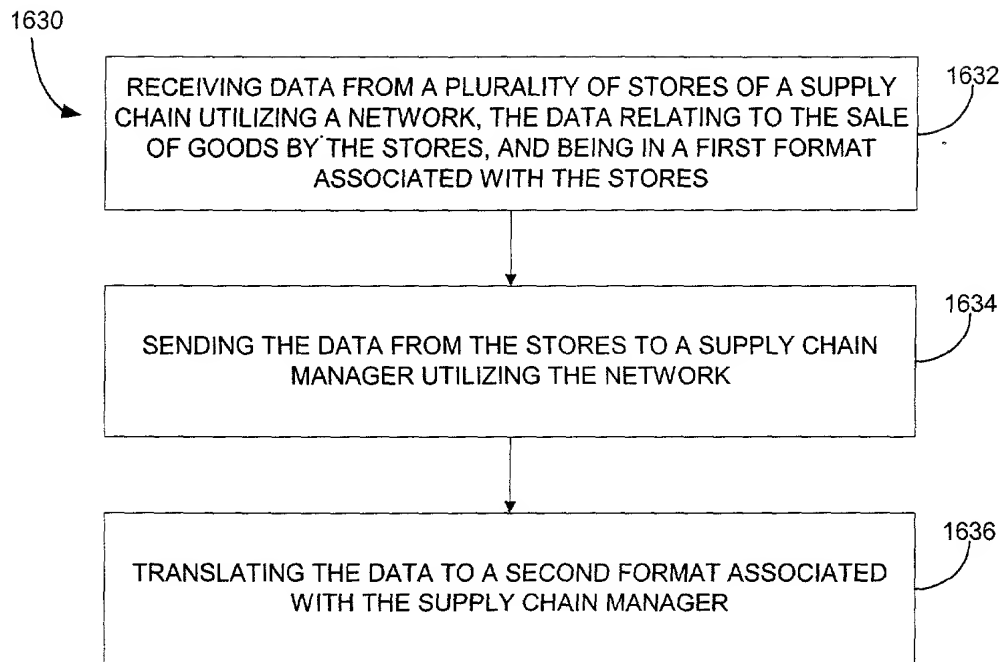 1630
RECEIVING DATA FROM A PLURALITY OF STORES OF A SUPPLY
CHAIN UTILIZING A NETWORK, THE DATA RELATING TO THE SALE
OF GOODS BY THE STORES, AND BEING IN A FIRST FORMAT
ASSOCIATED WITH THE STORES
1632
SENDING THE DATA FROM THE STORES TO A SUPPLY CHAIN
MANAGER UTILIZING THE NETWORK
1634
TRANSLATING THE DATA TO A SECOND FORMAT ASSOCIATED
WITH THE SUPPLY CHAIN MANAGER
1636